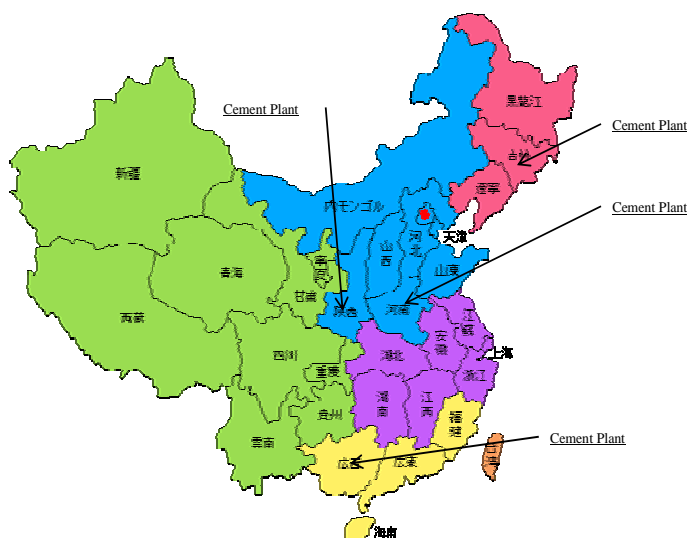 黒龍江
Cement Plant
Cement Plant
吉林
新疆
遼寧
内モンゴル
Cement Plant
河北
天津
山西
寧夏
青海
山東
甘粛
陝西
河南
西蔵
江蘇
安徽
四川
湖北
上海
重慶
浙江
湖南
江西
貴州
福建
雲南
Cement Plant
広西
広東
台湾
海南